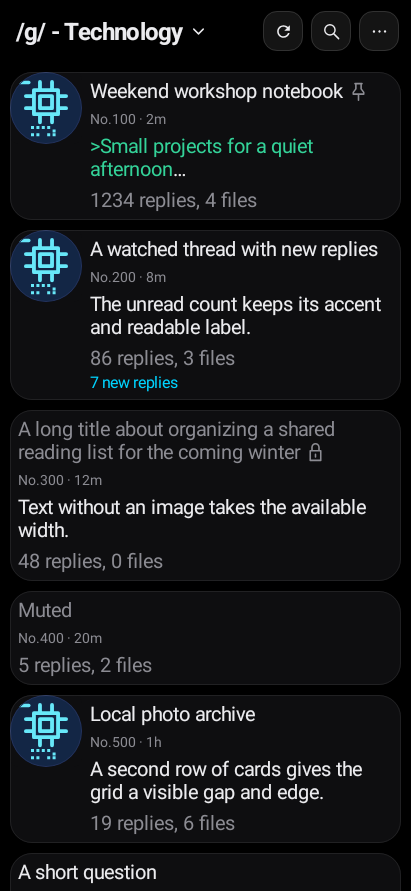 /g/ - Technology
Weekend workshop notebook
No.100 · 2m
>Small projects for a quiet
afternoon...
1234 replies, 4 files
A watched thread with new replies
No.200 · 8m
The unread count keeps its accent
and readable label.
86 replies, 3 files
7 new replies
A long title about organizing a shared
reading list for the coming winter
No.300 · 12m
Text without an image takes the available
width.
48 replies, 0 files
Muted
No.400 · 20m
5 replies, 2 files
Local photo archive
No.500 · 1h
A second row of cards gives the
grid a visible gap and edge.
19 replies, 6 files
A short question